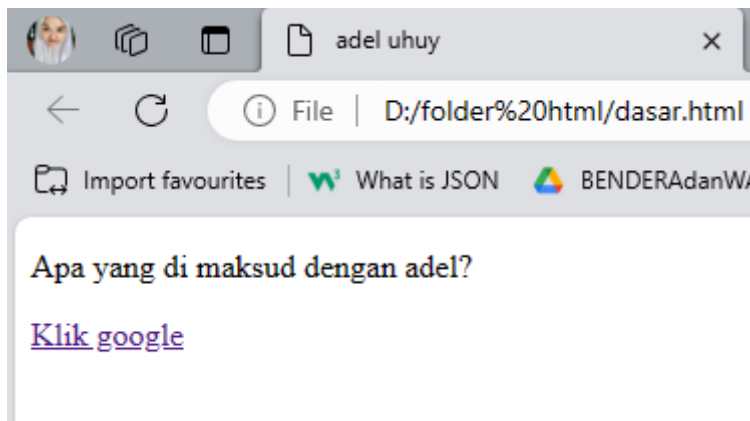 adel uhuy
File | D:/folder%20html/dasar.html
Import favourites What is JSON BENDERAdanWA
Apa yang di maksud dengan adel?
Klik google